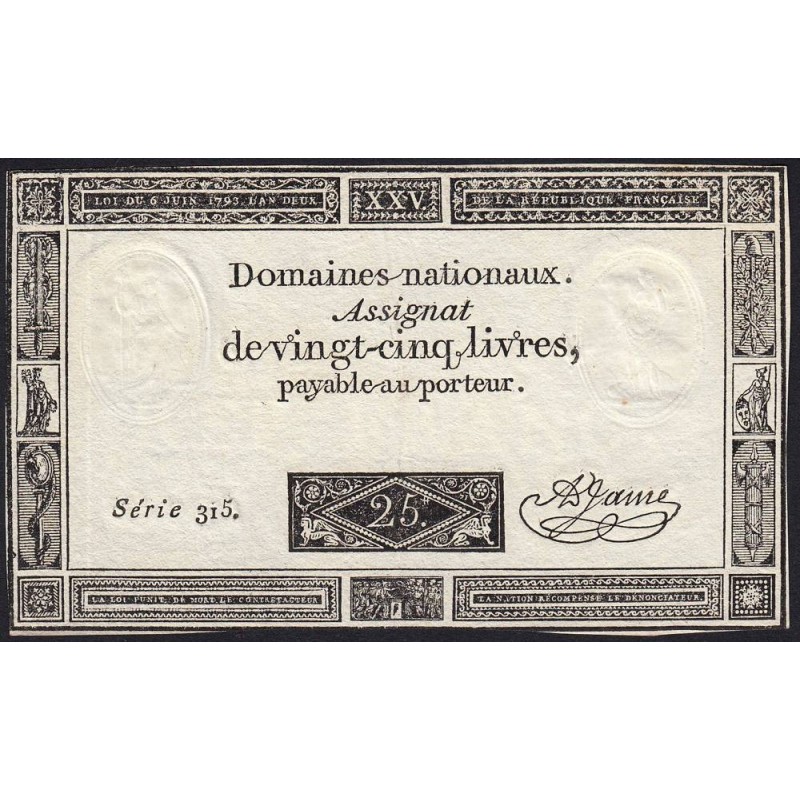 LOI DU 6 JUIN 1793. L'AN DEUX
XXV
DE LA RÉPUBLIQUE FRANÇAISE
Domaines nationaux.
Assignat
de vingt-cinq livres,
payable au porteur.
Série 315.
25.
A Jame
LA LOI PUNIT DE MORT LE CONTREFACTEUR
LA NATION RÉCOMPENSE LE DÉNONCIATEUR